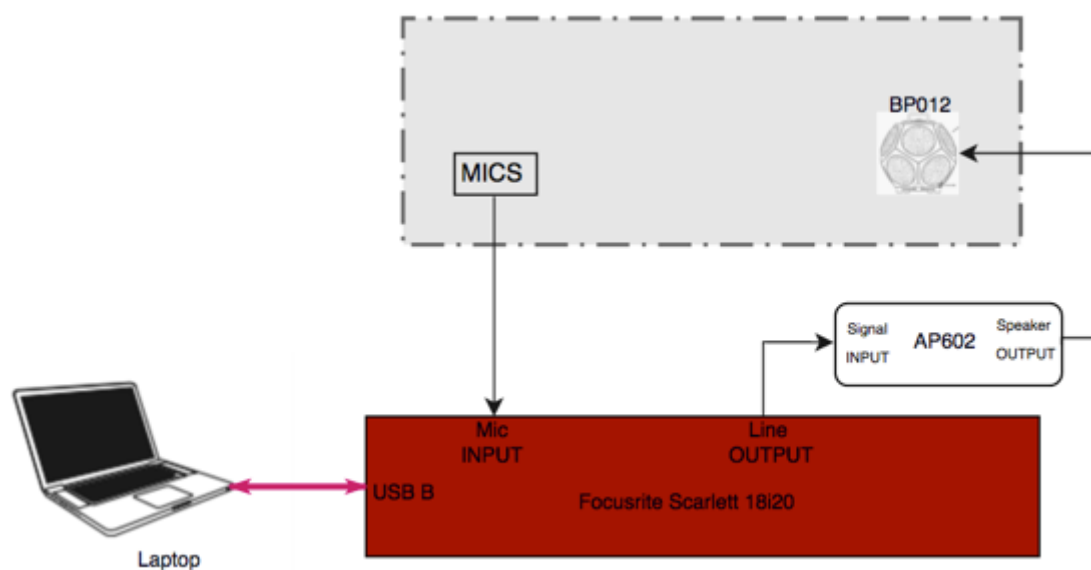 BP012
MICS
Signal
INPUT
AP602
Speaker
OUTPUT
Mic
INPUT
Line
OUTPUT
USB B
Focusrite Scarlett 18i20
Laptop